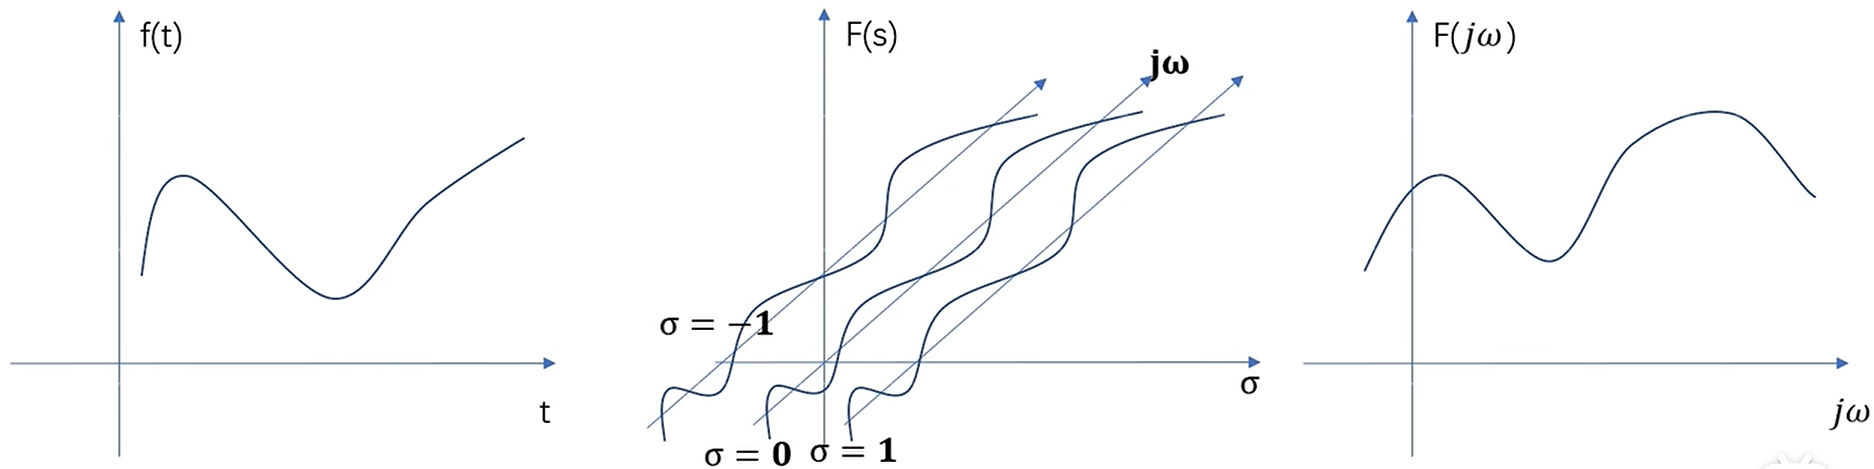 f(t)
t
F(s)
𝐣𝛚
σ = −𝟏
σ
σ = 𝟎
σ = 𝟏
F(𝑗𝜔)
𝑗𝜔